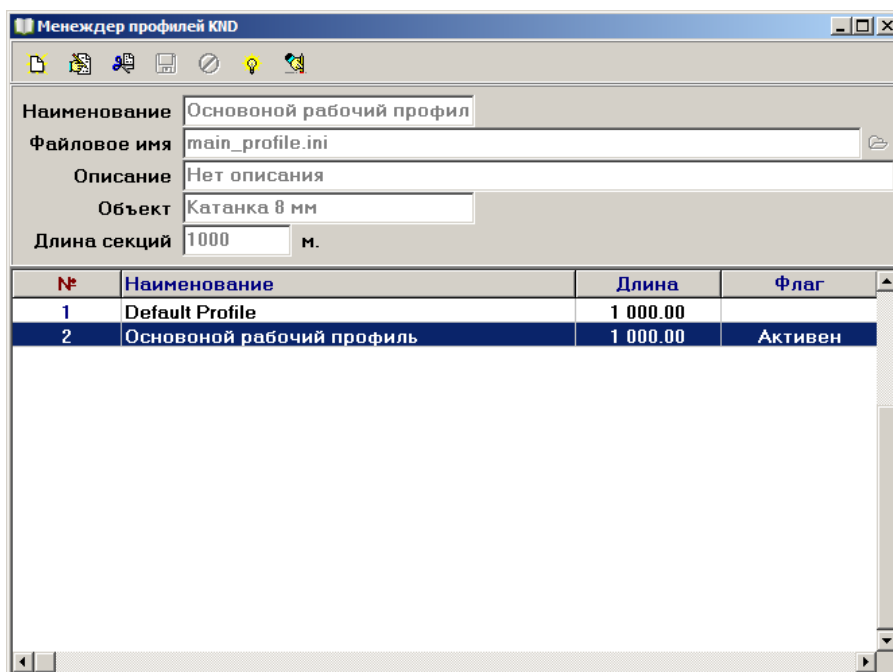 Менеждер профилей KND
Наименование Основоной рабочий профил
Файловое имя main_profile.ini
Описание Нет описания
Объект Катанка 8 мм
Длина секций 1000 м.
№ Наименование Длина Флаг
1 Default Profile 1 000.00
2 Основоной рабочий профиль 1 000.00 Активен